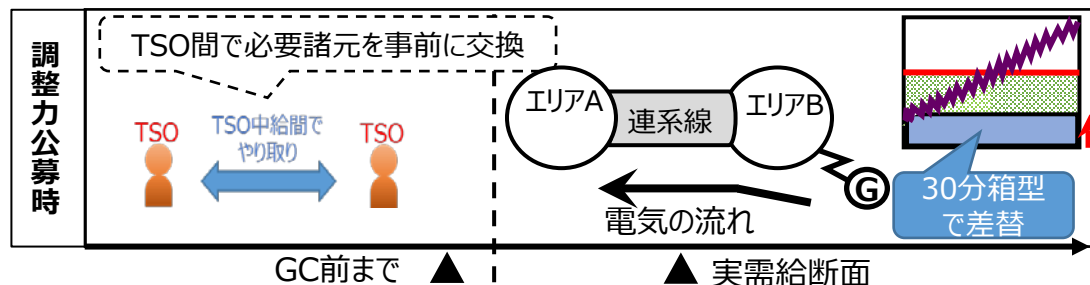 調整力公募時
TSO間で必要諸元を事前に交換
TSO
TSO中給間で
やり取り
TSO
エリアA
連系線
エリアB
G
電気の流れ
30分箱型
で差替
GC前まで
実需給断面